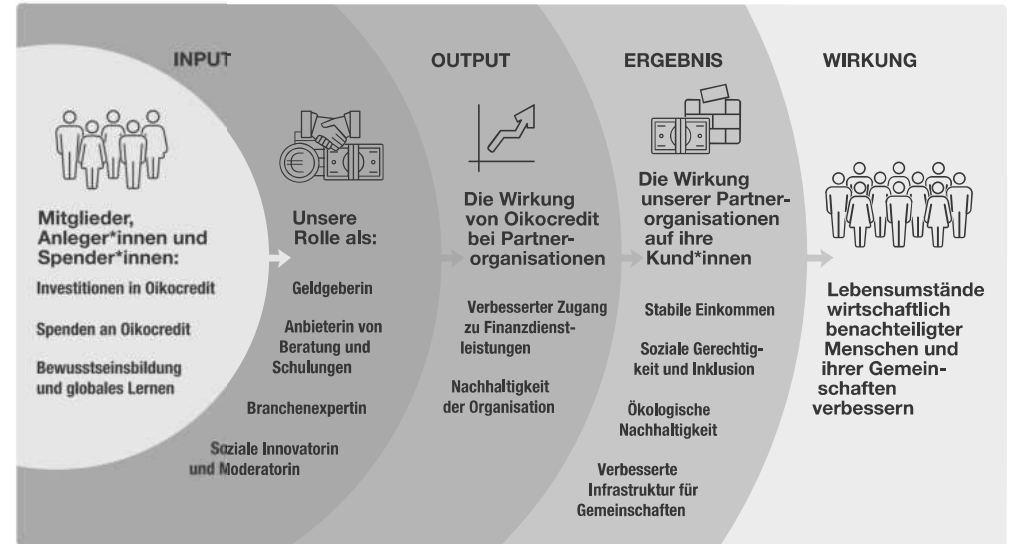 INPUT
OUTPUT
ERGEBNIS
WIRKUNG
Mitglieder,
Anleger*innen und
Spender*innen:
Investitionen in Oikocredit
Spenden an Oikocredit
Bewusstseinsbildung
und globales Lernen
Unsere
Rolle als:
Geldgeberin
Anbieterin von
Beratung und
Schulungen
Branchenexpertin
Soziale Innovatorin
und Moderatorin
Die Wirkung
von Oikocredit
bei Partner-
organisationen
Verbesserter Zugang
zu Finanzdienst-
leistungen
Nachhaltigkeit
der Organisation
Die Wirkung
unserer Partner-
organisationen
auf ihre
Kund*innen
Stabile Einkommen
Soziale Gerechtig-
keit und Inklusion
Ökologische
Nachhaltigkeit
Verbesserte
Infrastruktur für
Gemeinschaften
Lebensumstände
wirtschaftlich
benachteiligter
Menschen und
ihrer Gemein-
schaften
verbessern